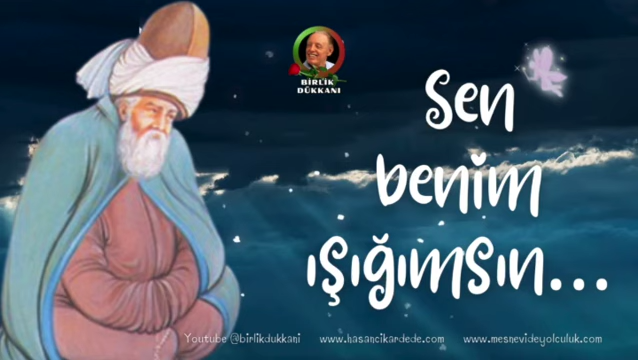 BİRLİK
DÜKKANI
Sen
benim
ışığımsın...
Youtube @birlikdukkani www.hasancikardede.com www.mesnevideyolculuk.com